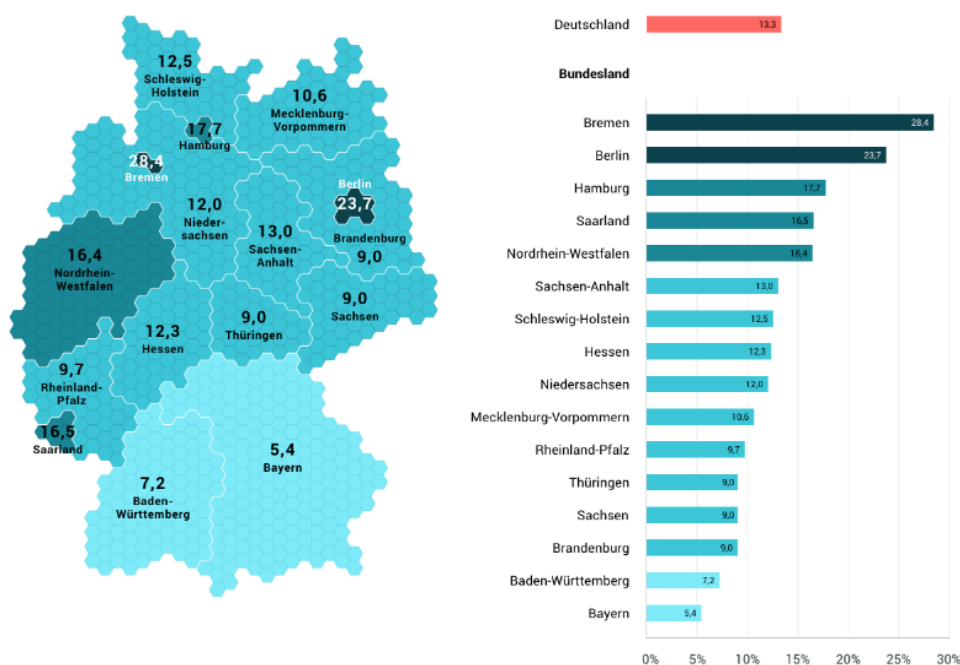 12,5
Schleswig-
Holstein
10,6
Mecklenburg-
Vorpommern
17,7
Hamburg
28,4
Bremen
Berlin
23,7
12,0
Nieder-
sachsen
13,0
Sachsen-
Anhalt
Brandenburg
9,0
16,4
Nordrhein-
Westfalen
9,0
Sachsen
9,0
Thüringen
12,3
Hessen
9,7
Rheinland-
Pfalz
16,5
Saarland
5,4
Bayern
7,2
Baden-
Württemberg
Deutschland 13,3
Bundesland
Bremen 28,4
Berlin 23,7
Hamburg 17,7
Saarland 16,5
Nordrhein-Westfalen 16,4
Sachsen-Anhalt 13,0
Schleswig-Holstein 12,5
Hessen 12,3
Niedersachsen 12,0
Mecklenburg-Vorpommern 10,6
Rheinland-Pfalz 9,7
Thüringen 9,0
Sachsen 9,0
Brandenburg 9,0
Baden-Württemberg 7,2
Bayern 5,4
0% 5% 10% 15% 20% 25% 30%